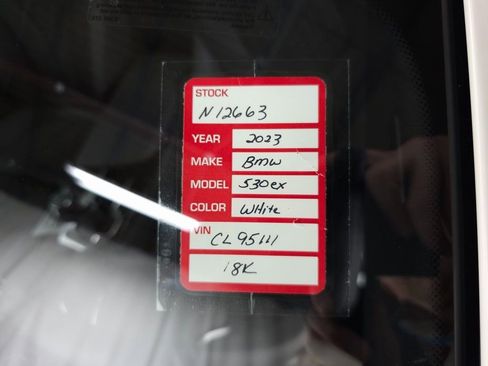 STOCK
N12663
YEAR 2023
MAKE BMW
MODEL 530ex
COLOR WHite
VIN
CL95111
18K